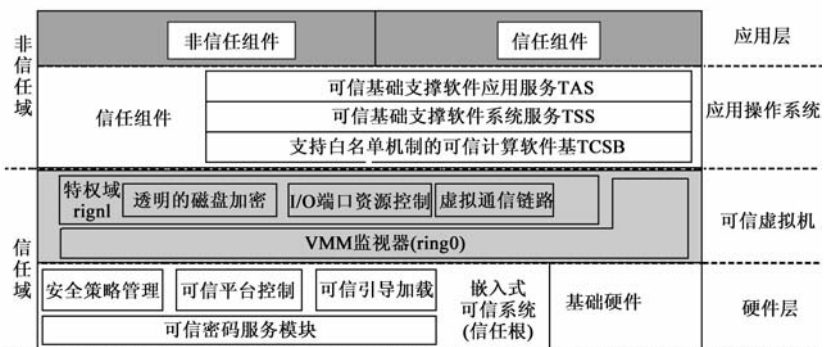 非信任域
非信任组件
信任组件
应用层
信任组件
可信基础支撑软件应用服务TAS
可信基础支撑软件系统服务TSS
支持白名单机制的可信计算软件基TCSB
应用操作系统
信任域
特权域
rignl
透明的磁盘加密
I/O端口资源控制
虚拟通信链路
VMM监视器(ring0)
可信虚拟机
安全策略管理
可信平台控制
可信引导加载
可信密码服务模块
嵌入式
可信系统
(信任根)
基础硬件
硬件层